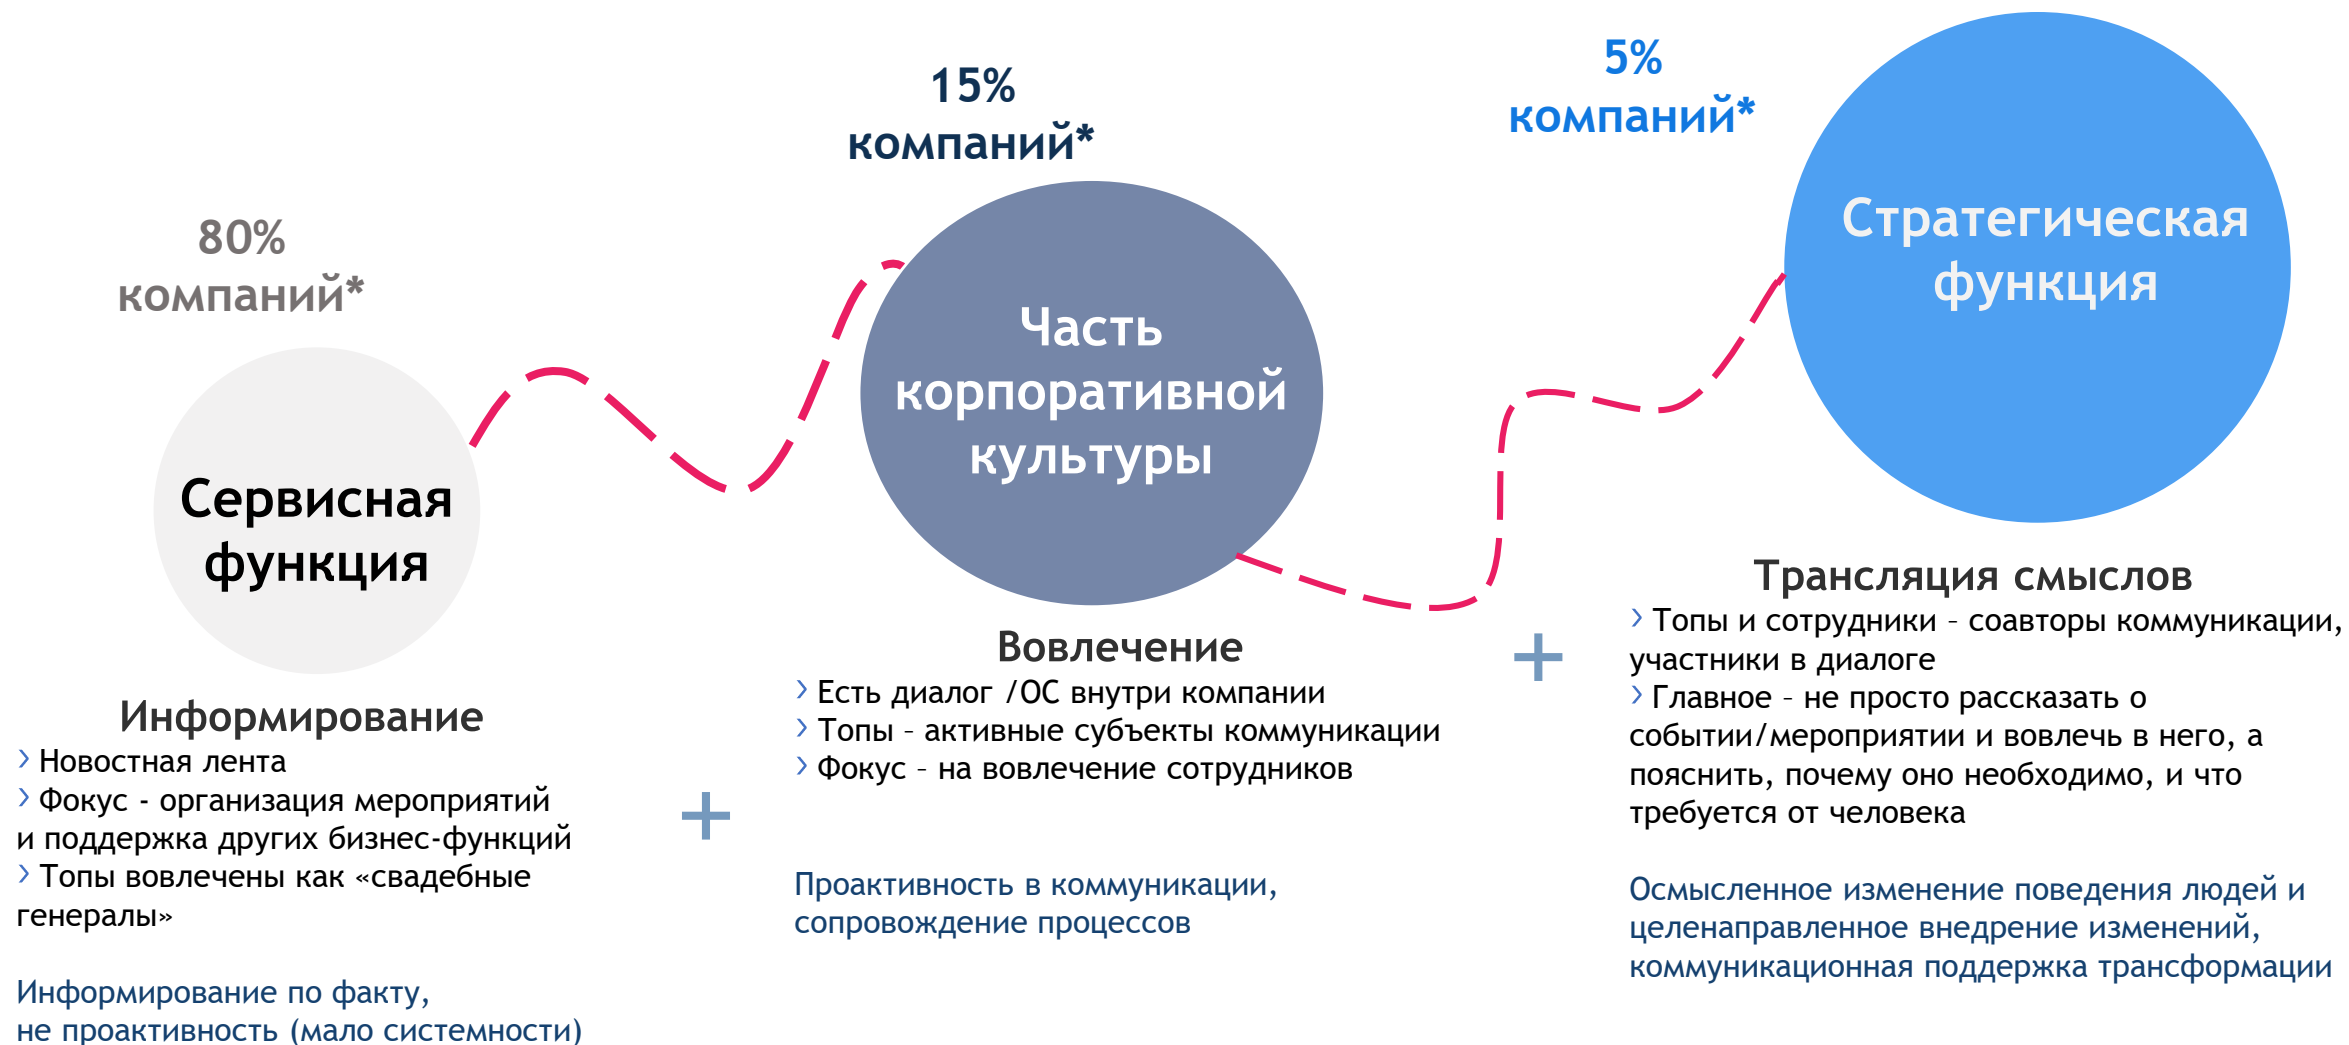 80%
компаний*
Сервисная
функция
Информирование
› Новостная лента
› Фокус - организация мероприятий
и поддержка других бизнес-функций
› Топы вовлечены как «свадебные
генералы»
Информирование по факту,
не проактивность (мало системности)
+
15%
компаний*
Часть
корпоративной
культуры
Вовлечение
› Есть диалог /ОС внутри компании
› Топы – активные субъекты коммуникации
› Фокус – на вовлечение сотрудников
Проактивность в коммуникации,
сопровождение процессов
+
5%
компаний*
Стратегическая
функция
Трансляция смыслов
› Топы и сотрудники – соавторы коммуникации,
участники в диалоге
› Главное – не просто рассказать о
событии/мероприятии и вовлечь в него, а
пояснить, почему оно необходимо, и что
требуется от человека
Осмысленное изменение поведения людей и
целенаправленное внедрение изменений,
коммуникационная поддержка трансформации